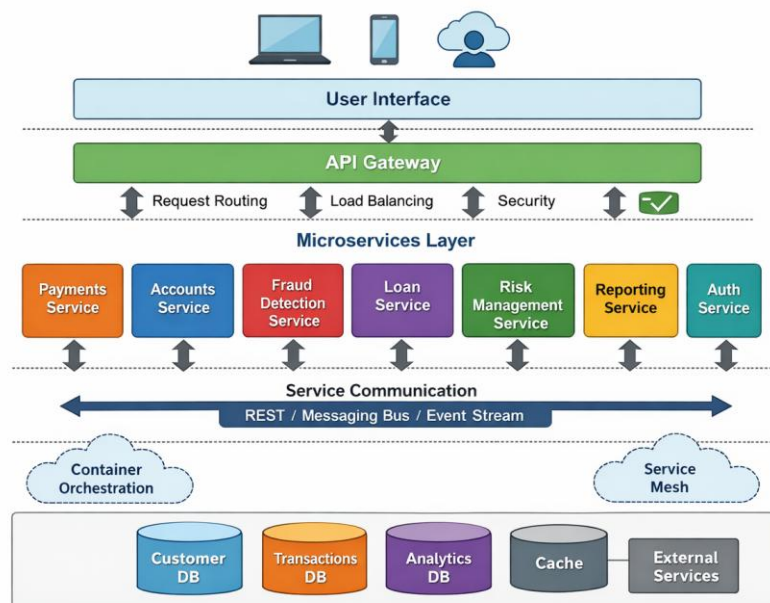 User Interface
API Gateway
Request Routing
Load Balancing
Security
Microservices Layer
Payments
Service
Accounts
Service
Fraud
Detection
Service
Loan
Service
Risk
Management
Service
Reporting
Service
Auth
Service
Service Communication
REST / Messaging Bus / Event Stream
Container
Orchestration
Service
Mesh
Customer
DB
Transactions
DB
Analytics
DB
Cache
External
Services